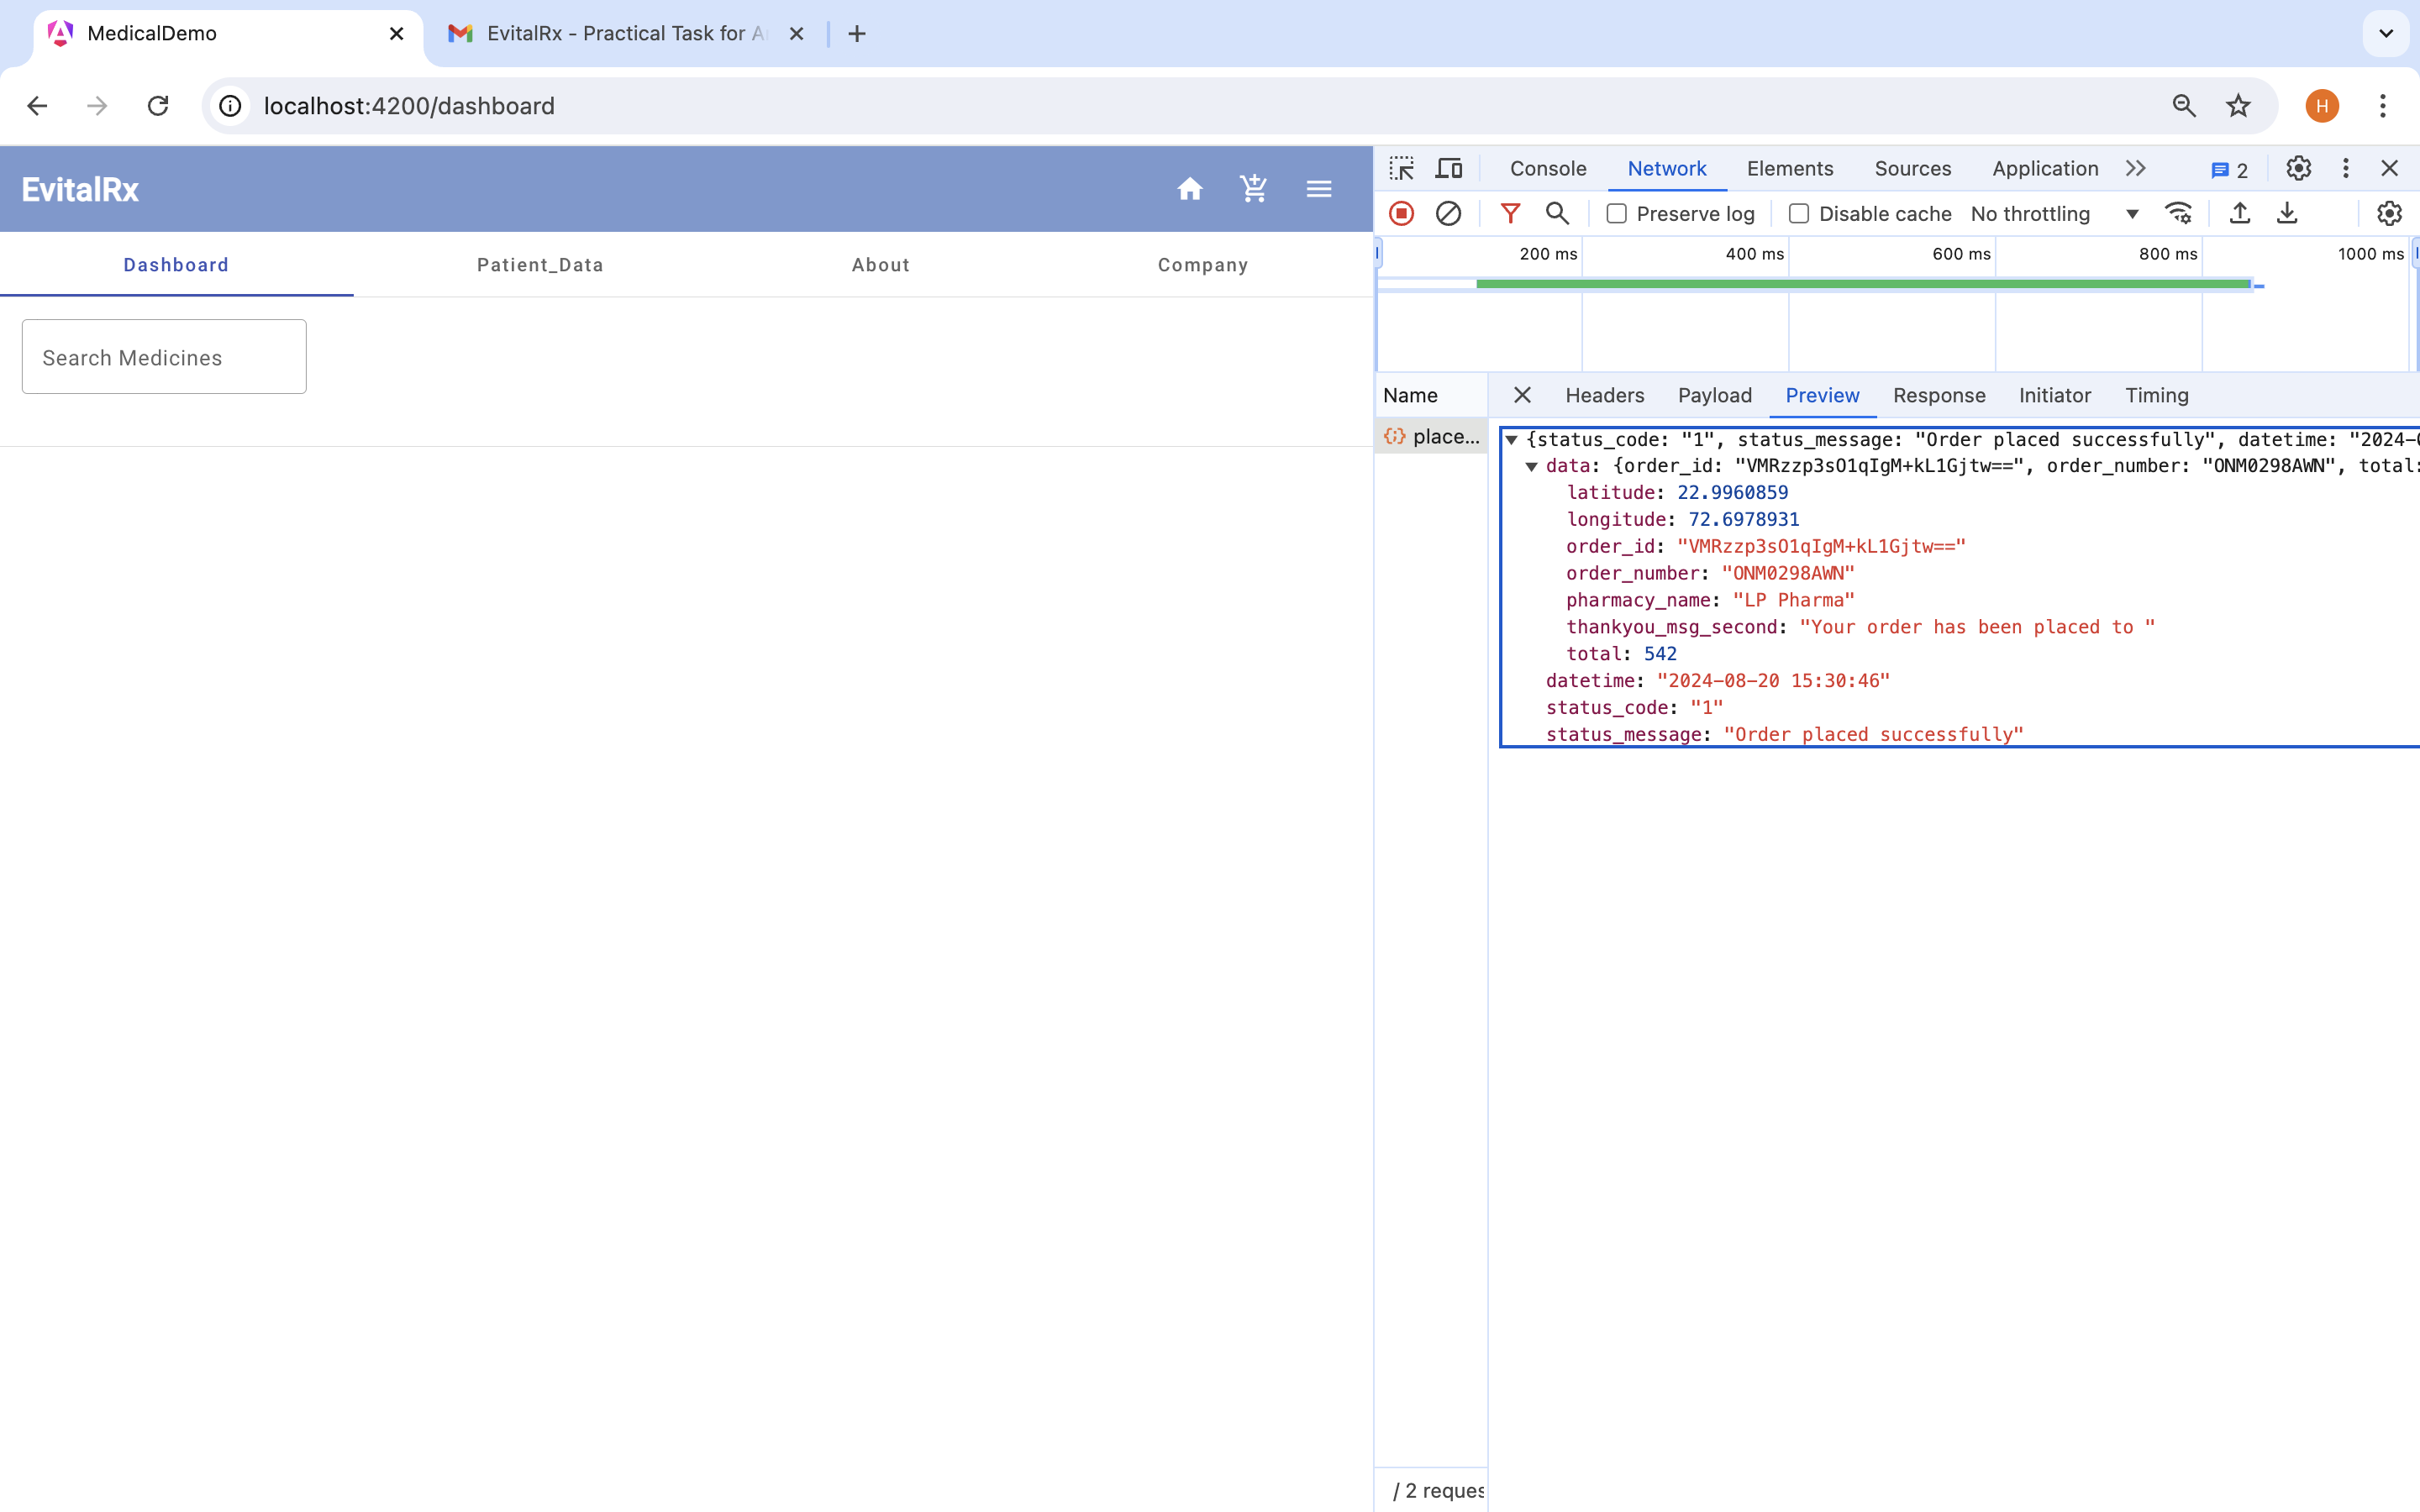 MedicalDemo
EvitalRx - Practical Task for A
localhost:4200/dashboard
H
EvitalRx
Dashboard Patient_Data About Company
Search Medicines
Console Network Elements Sources Application 2
Preserve log Disable cache No throttling
200 ms 400 ms 600 ms 800 ms 1000 ms
Name Headers Payload Preview Response Initiator Timing
place...
{status_code: "1", status_message: "Order placed successfully", datetime: "2024-
data: {order_id: "VMRzzp3sO1qIgM+kL1Gjtw==", order_number: "ONM0298AWN", total:
latitude: 22.9960859
longitude: 72.6978931
order_id: "VMRzzp3sO1qIgM+kL1Gjtw=="
order_number: "ONM0298AWN"
pharmacy_name: "LP Pharma"
thankyou_msg_second: "Your order has been placed to "
total: 542
datetime: "2024-08-20 15:30:46"
status_code: "1"
status_message: "Order placed successfully"
/ 2 reques